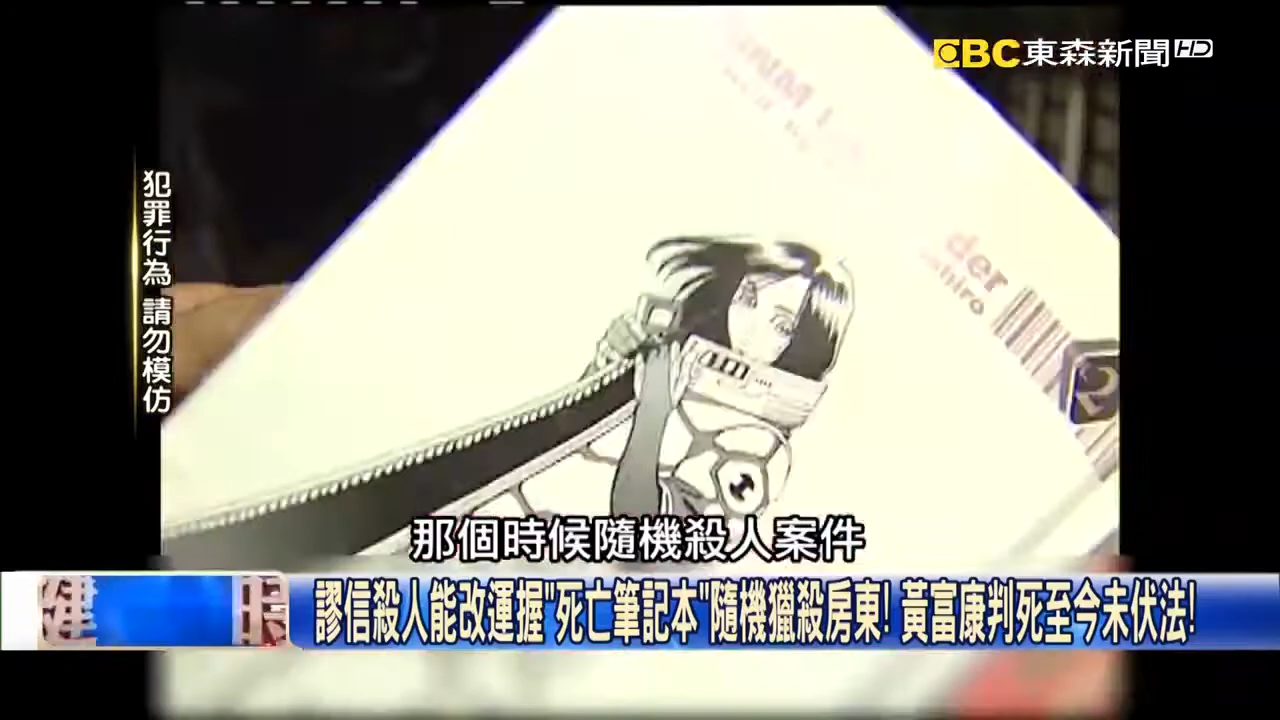 EBC東森新聞HD
犯罪行為 請勿模仿
der
那個時候隨機殺人案件
謬信殺人能改運握"死亡筆記本"隨機獵殺房東! 黃富康判死至今未伏法!